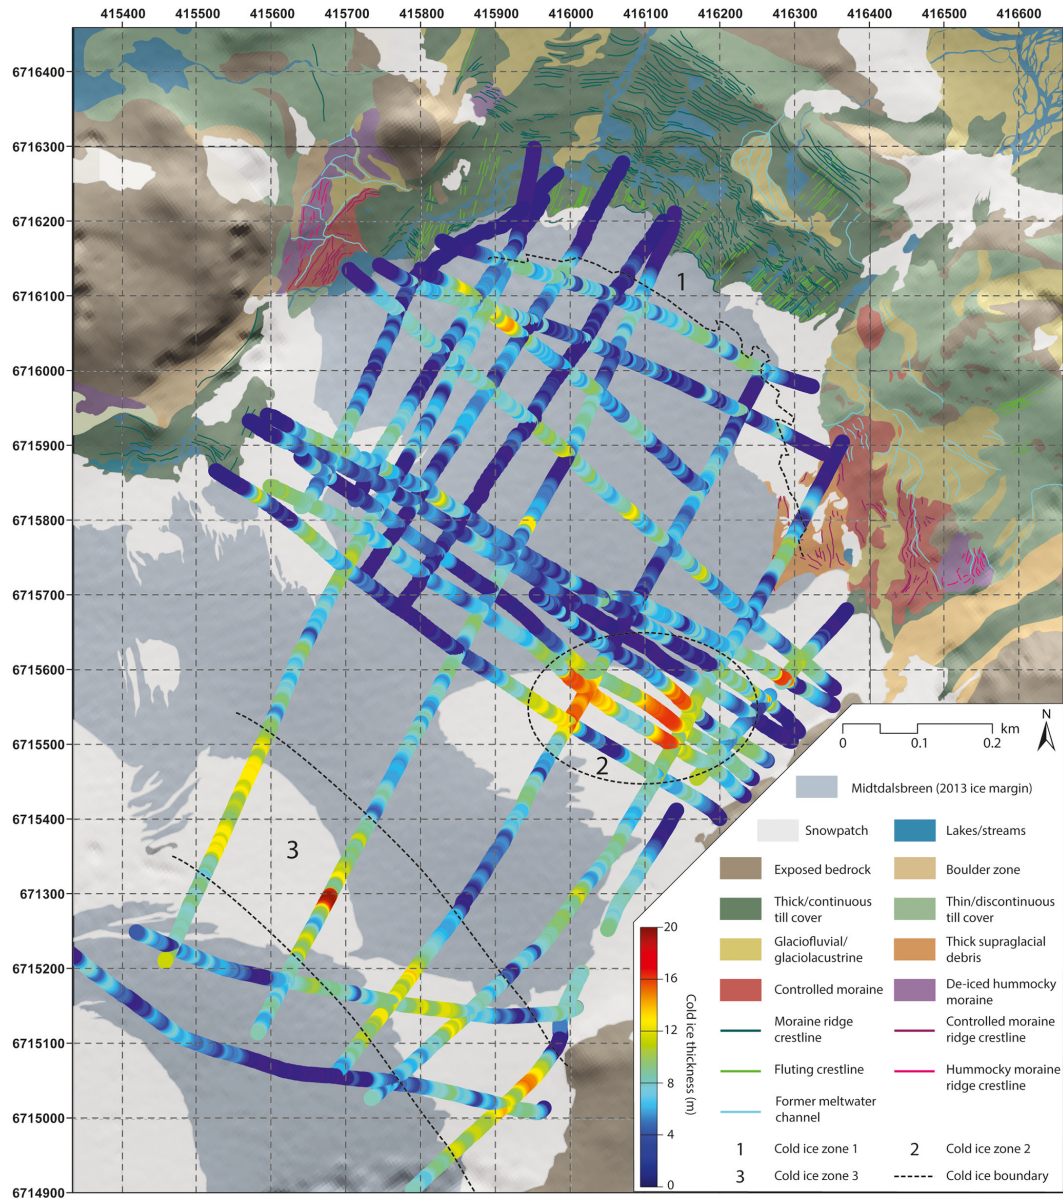 415400 415500 415600 415700 415800 415900 416000 416100 416200 416300 416400 416500 416600
6716400
6716300
6716200
6716100
6716000
6715900
6715800
6715700
6715600
6715500
6715400
671300
6715200
6715100
6715000
6714900
1
2
3
N
0 0.1 0.2 km
Midtdalsbreen (2013 ice margin)
Snowpatch
Lakes/streams
Exposed bedrock
Boulder zone
Thick/continuous
till cover
Thin/discontinuous
till cover
Glaciofluvial/
glaciolacustrine
Thick supraglacial
debris
Controlled moraine
De-iced hummocky
moraine
Moraine ridge
crestline
Controlled moraine
ridge crestline
Fluting crestline
Hummocky moraine
ridge crestline
Former meltwater
channel
1 Cold ice zone 1
2 Cold ice zone 2
3 Cold ice zone 3
Cold ice boundary
20
16
12
8
4
0
Cold ice thickness (m)